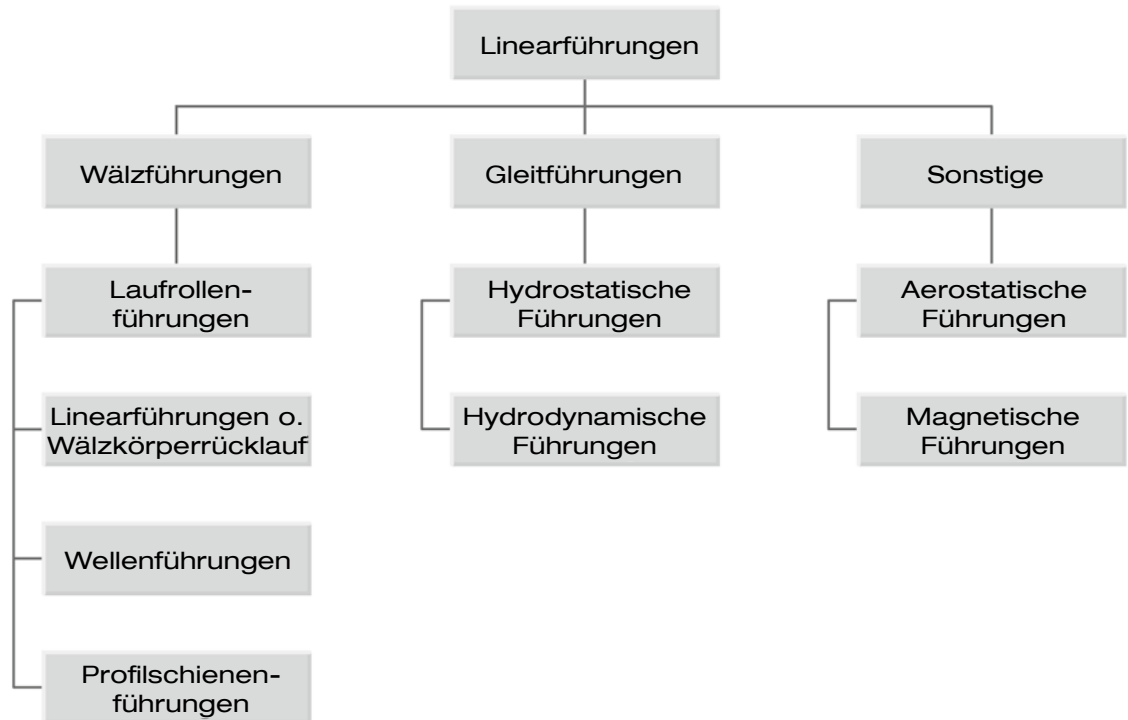 Linearführungen
Wälzführungen
Gleitführungen
Sonstige
Laufrollen-
führungen
Hydrostatische
Führungen
Aerostatische
Führungen
Linearführungen o.
Wälzkörperrücklauf
Hydrodynamische
Führungen
Magnetische
Führungen
Wellenführungen
Profilschienen-
führungen